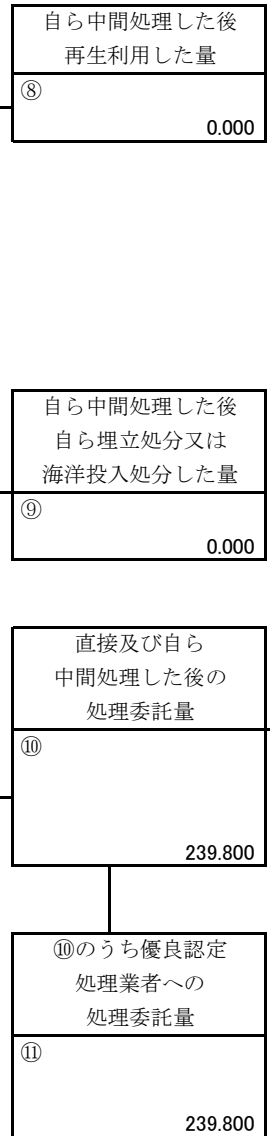 自ら中間処理した後
再生利用した量
⑧
0.000
自ら中間処理した後
自ら埋立処分又は
海洋投入処分した量
⑨
0.000
直接及び自ら
中間処理した後の
処理委託量
⑩
239.800
⑩のうち優良認定
処理業者への
処理委託量
⑪
239.800